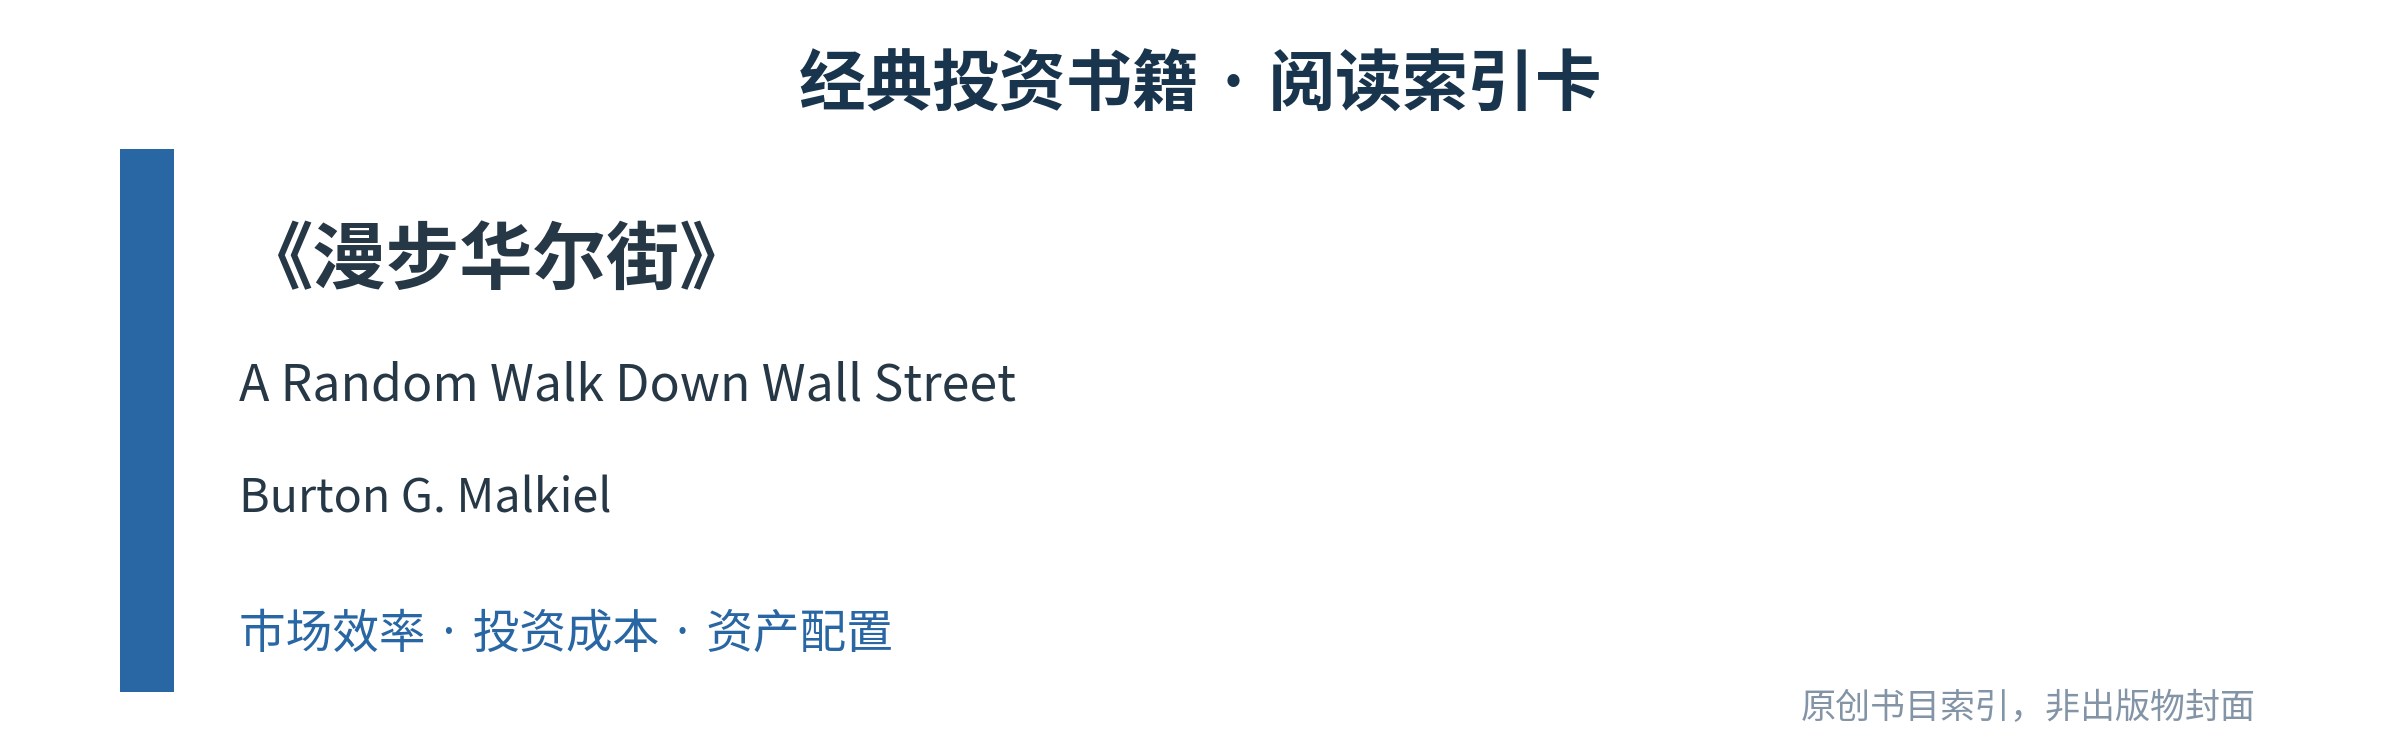 经典投资书籍 · 阅读索引卡
《漫步华尔街》
A Random Walk Down Wall Street
Burton G. Malkiel
市场效率 · 投资成本 · 资产配置
原创书目索引，非出版物封面